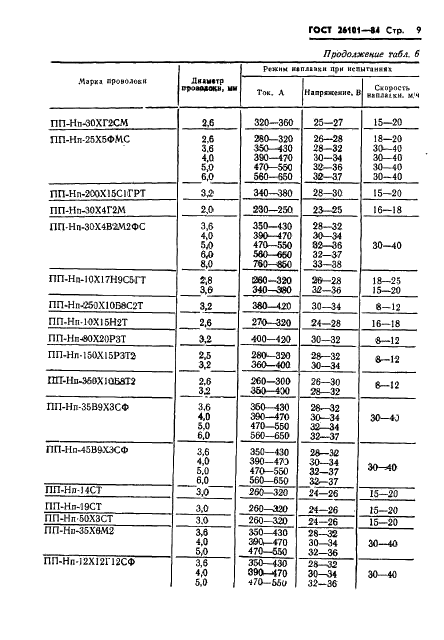 ГОСТ 26101—84 Стр. 9
Продолжение табл. 6
Марка проволоки Диаметр проволоки, мм Режим наплавки при испытаниях
Ток. А Напряжение, В Скорость наплавки, м/ч
ПП-Нп-30ХГ2СМ 2,6 320—360 25—27 15—20
ПП-Нп-25Х5ФМС 2,6 280—320 26—28 18—20
3,6 350—430 28—32 30—40
4,0 390—470 30—34 30—40
5,0 470—550 32—36 30—40
6,0 560—650 32—37 30—40
ПП-Нп-200Х15С1ГРТ 3,2 340—380 28—30 15—20
ПП-Нп-30Х4Г2М 2,0 230—250 23—25 16—18
ПП-Нп-30Х4В2М2ФС 3,6 350—430 28—32
4,0 390—470 30—34
5,0 470—550 32—36 30—40
6,0 560—650 32—37
8,0 760—850 33—38
ПП-Нп-10Х17Н9С5ГТ 2,8 260—320 26—28 18—25
3,6 340—380 32—36 15—20
ПП-Нп-250Х10Б8С2Т 3,2 380—420 30—34 8—12
ПП-Нп-10Х15Н2Т 2,6 270—320 24—28 16—18
ПП-Нп-80Х20Р3Т 3,2 400—420 30—32 8—12
ПП-Нп-150Х15Р3Т2 2,5 280—320 28—32 8—12
3,2 360—400 30—34
ПП-Нп-350Х10Б8Т2 2,6 260—300 26—30 8—12
3,2 350—400 28—32
ПП-Нп-35В9Х3СФ 3,6 350—430 28—32
4,0 390—470 30—34 30—40
5,0 470—550 32—34
6,0 560—650 32—37
ПП-Нп-45В9Х3СФ 3,6 350—430 28—32
4,0 390—470 30—34
5,0 470—550 32—37 30—40
6,0 560—650 32—37
ПП-Нп-14СТ 3,0 260—320 24—26 15—20
ПП-Нп-19СТ 3,0 260—320 24—26 15—20
ПП-Нп-50Х3СТ 3,0 260—320 24—26 15—20
ПП-Нп-35Х6М2 3,6 350—430 28—32
4,0 390—470 30—34 30—40
5,0 470—550 32—36
ПП-Нп-12Х12Г12СФ 3,6 350—430 28—32
4,0 390—470 30—34 30—40
5,0 470—550 32—36